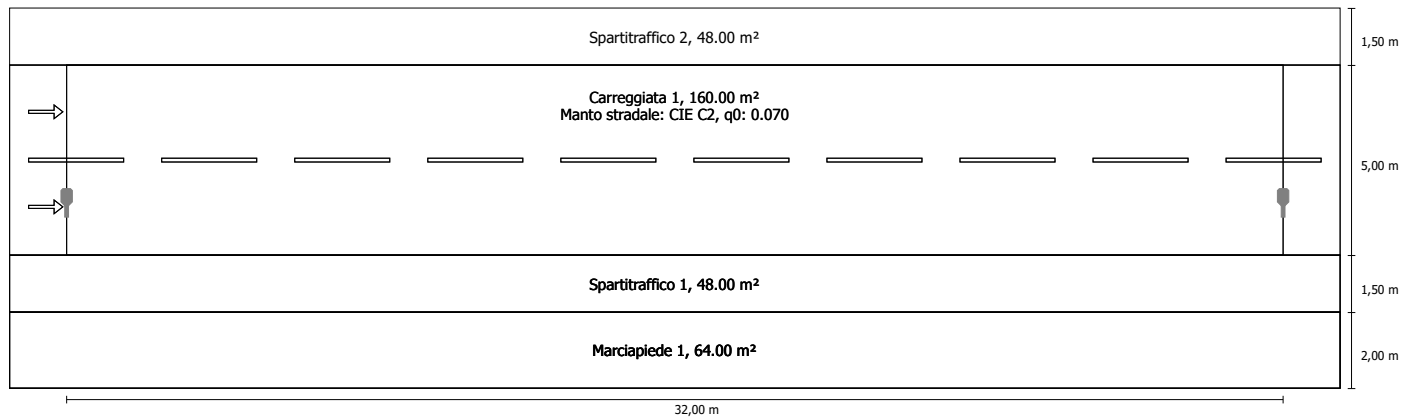 Spartitraffico 2, 48.00 m²
1,50 m
Carreggiata 1, 160.00 m²
Manto stradale: CIE C2, q0: 0.070
5,00 m
Spartitraffico 1, 48.00 m²
1,50 m
Marciapiede 1, 64.00 m²
2,00 m
32,00 m